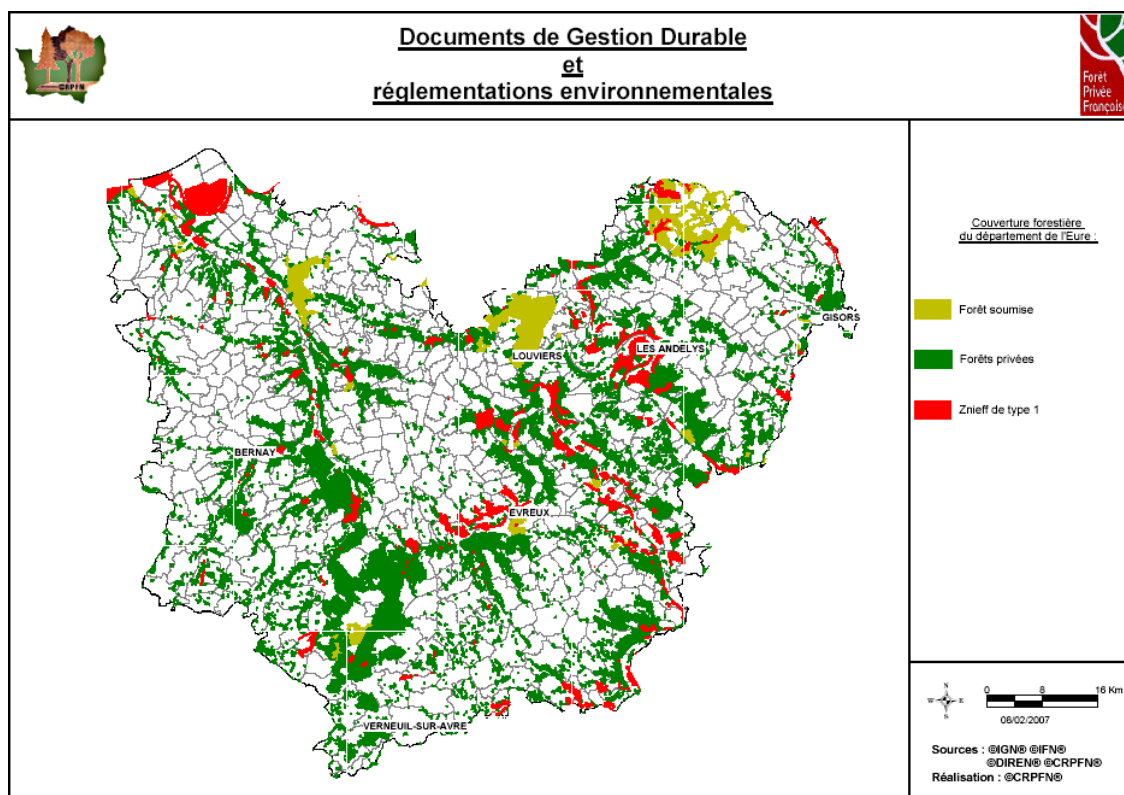 Documents de Gestion Durable
et
réglementations environnementales
CRPFN
Forêt
Privée
Française
Couverture forestière
du département de l'Eure :
Forêt soumise
Forêts privées
Znieff de type 1
GISORS
LES ANDELYS
LOUVIERS
BERNAY
EVREUX
VERNEUIL-SUR-AVRE
N
W E
S
0 8 16 Km
06/02/2007
Sources : ©IGN® ©IFN®
©DIREN® ©CRPFN®
Réalisation : ©CRPFN®